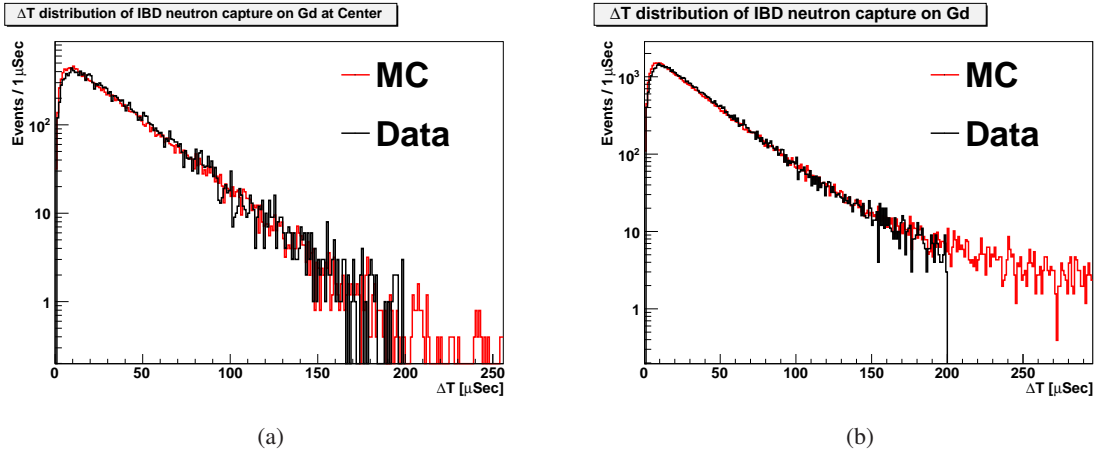 ΔT distribution of IBD neutron capture on Gd at Center
Events / 1 μSec
10²
10
1
MC
Data
0 50 100 150 200 250
ΔT [μSec]
(a)
ΔT distribution of IBD neutron capture on Gd
Events / 1 μSec
10³
10²
10
1
MC
Data
0 50 100 150 200 250
ΔT [μSec]
(b)